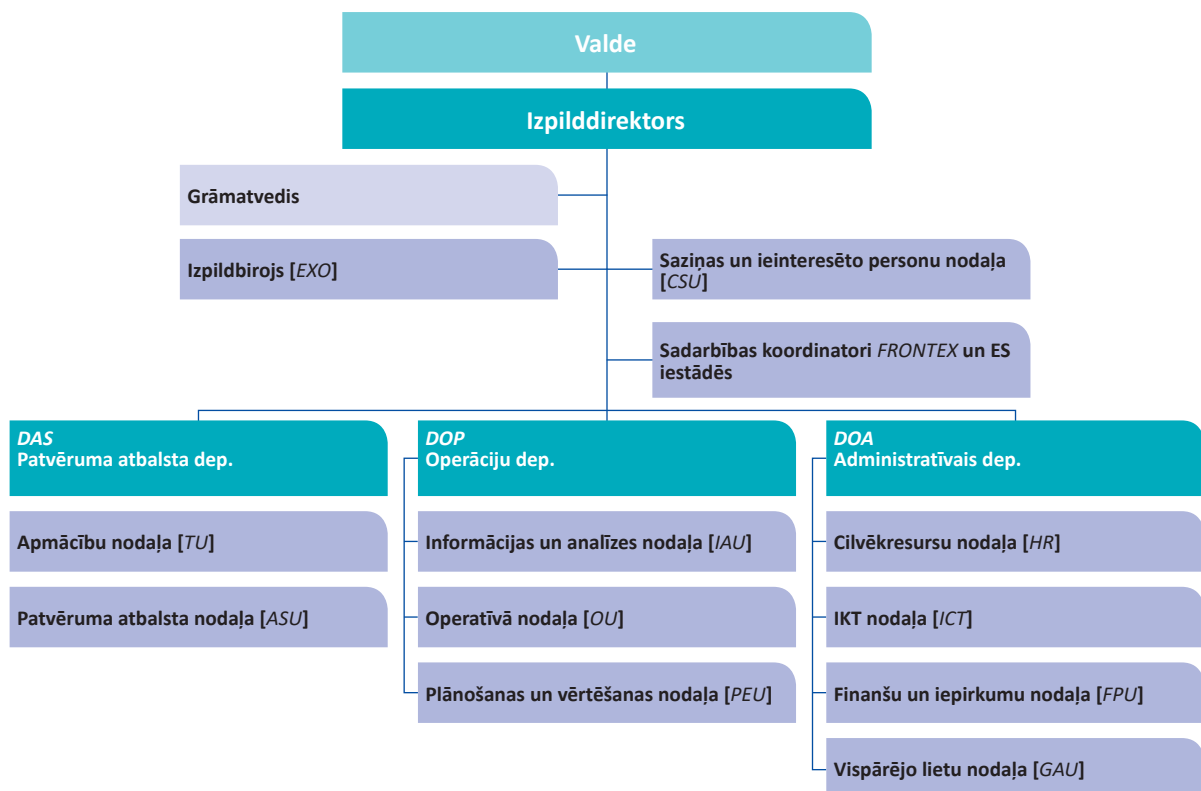 Valde
Izpilddirektors
Grāmatvedis
Izpildbirojs [EXO]
Saziņas un ieinteresēto personu nodaļa
[CSU]
Sadarbības koordinatori FRONTEX un ES
iestādēs
DAS
Patvēruma atbalsta dep.
Apmācību nodaļa [TU]
Patvēruma atbalsta nodaļa [ASU]
DOP
Operāciju dep.
Informācijas un analīzes nodaļa [IAU]
Operatīvā nodaļa [OU]
Plānošanas un vērtēšanas nodaļa [PEU]
DOA
Administratīvais dep.
Cilvēkresursu nodaļa [HR]
IKT nodaļa [ICT]
Finanšu un iepirkumu nodaļa [FPU]
Vispārējo lietu nodaļa [GAU]